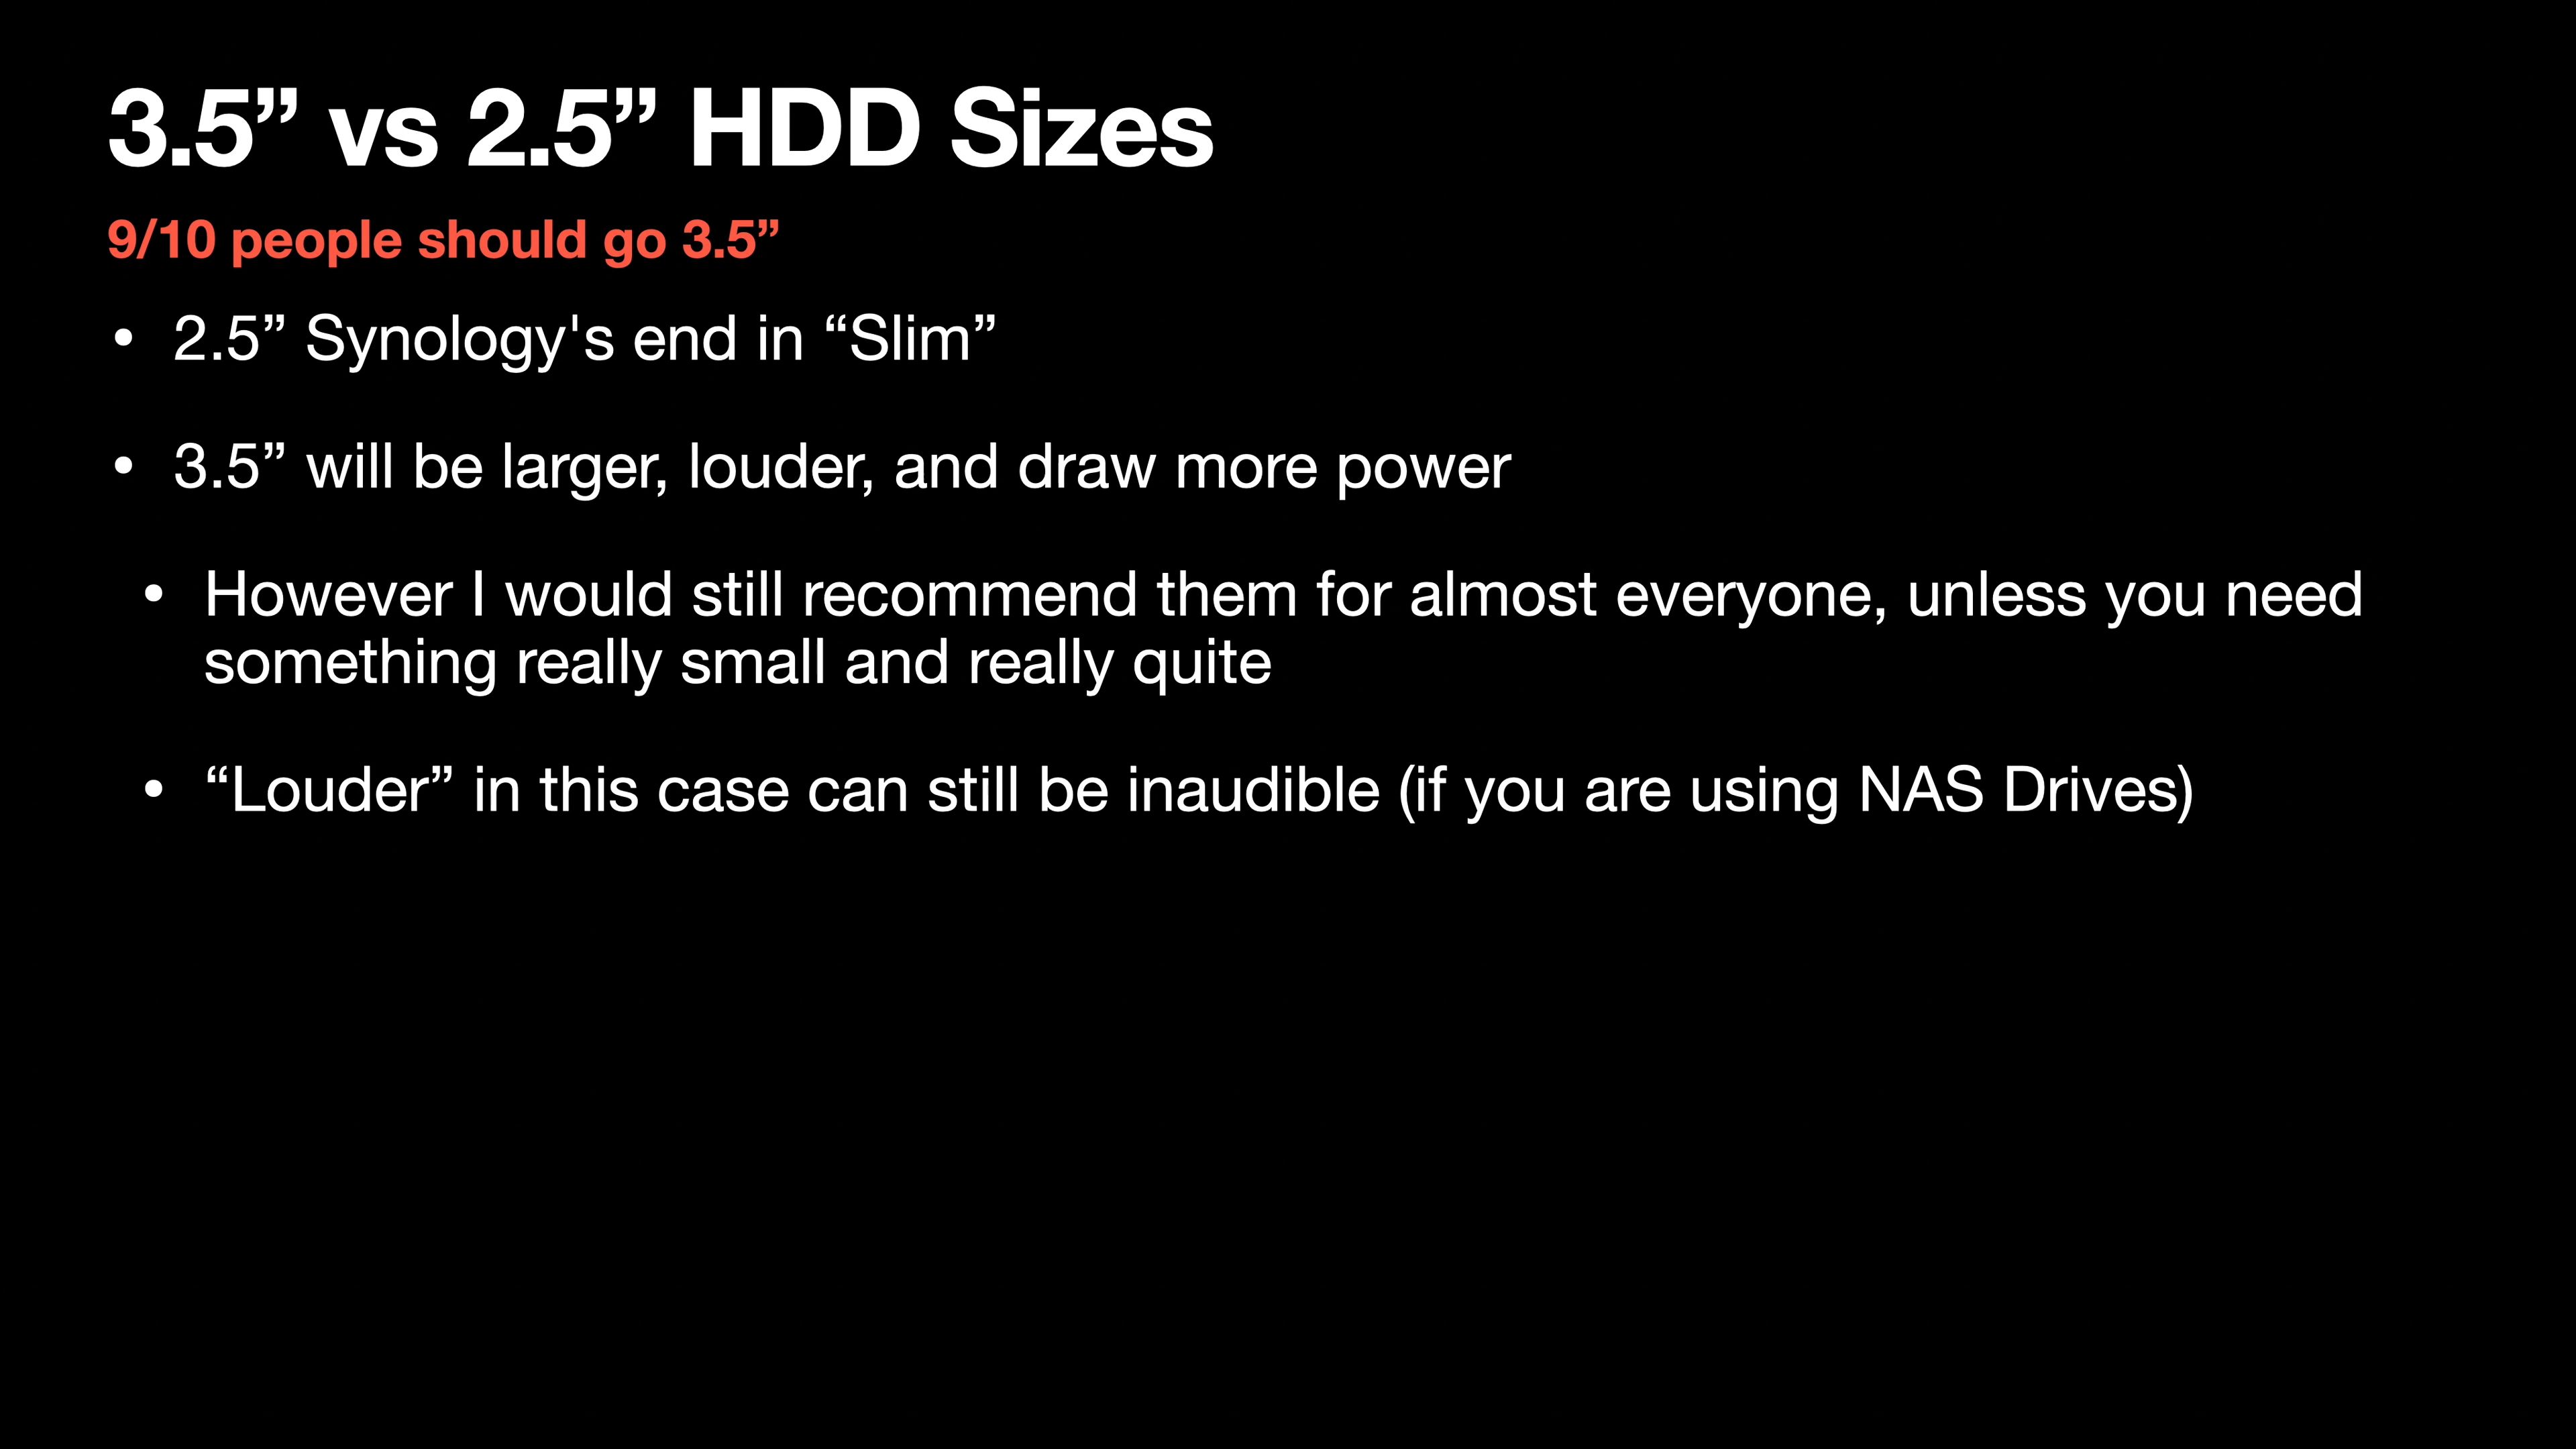 3.5” vs 2.5” HDD Sizes
9/10 people should go 3.5”
• 2.5” Synology's end in “Slim”
• 3.5” will be larger, louder, and draw more power
• However I would still recommend them for almost everyone, unless you need
something really small and really quite
• “Louder” in this case can still be inaudible (if you are using NAS Drives)